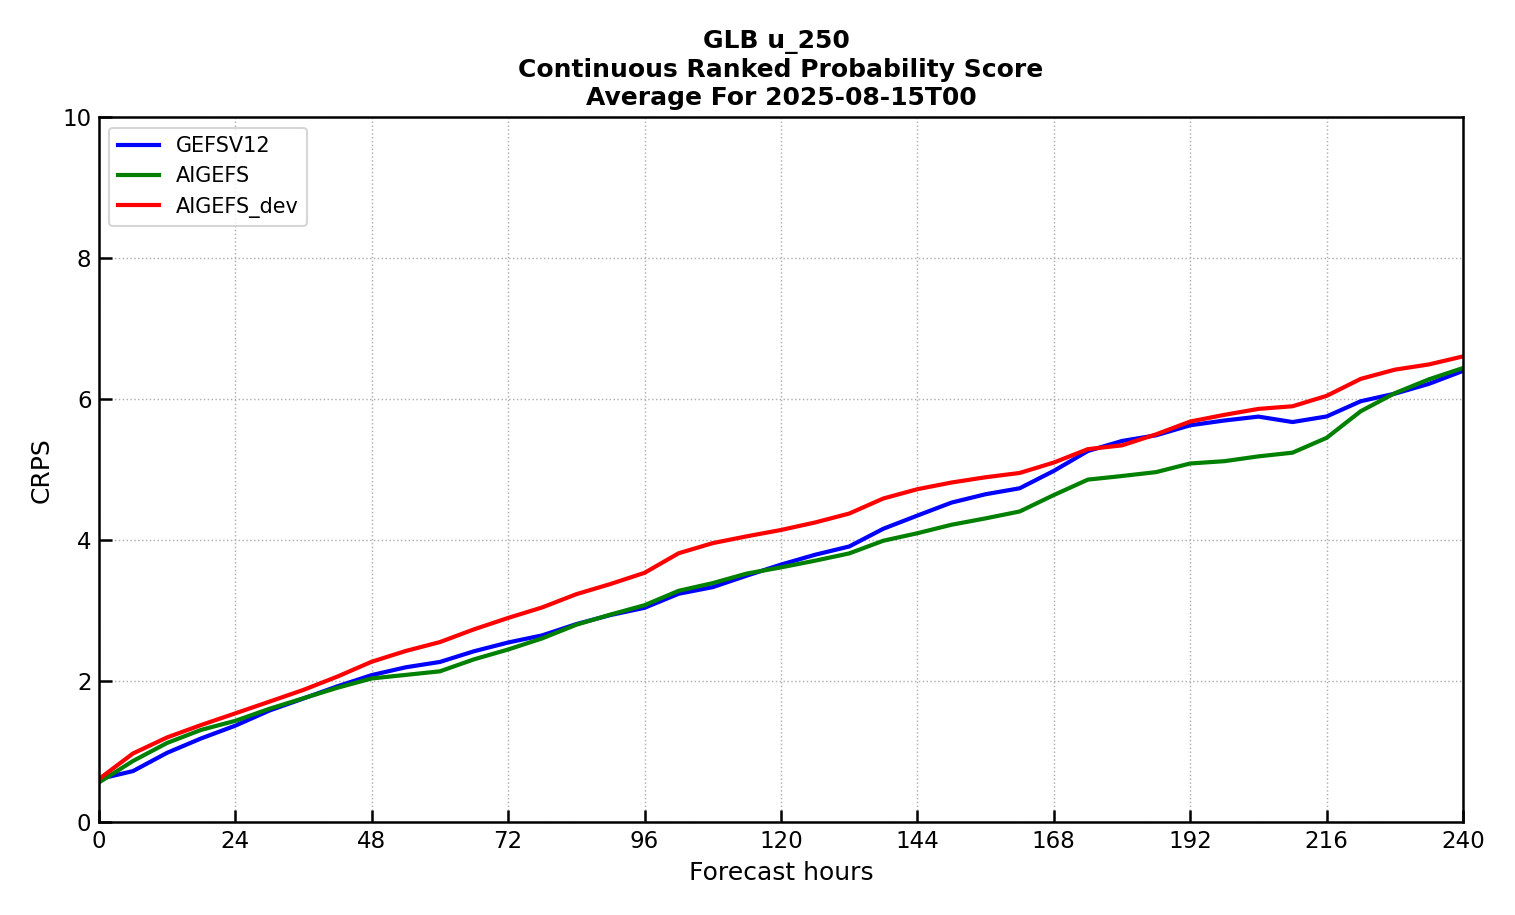 GLB u_250
Continuous Ranked Probability Score
Average For 2025-08-15T00
10
8
6
4
2
0
CRPS
GEFSV12
AIGEFS
AIGEFS_dev
0 24 48 72 96 120 144 168 192 216 240
Forecast hours